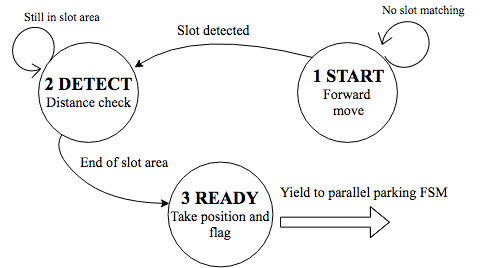 Still in slot area
No slot matching
Slot detected
2 DETECT
Distance check
1 START
Forward
move
End of slot area
3 READY
Take position and
flag
Yield to parallel parking FSM